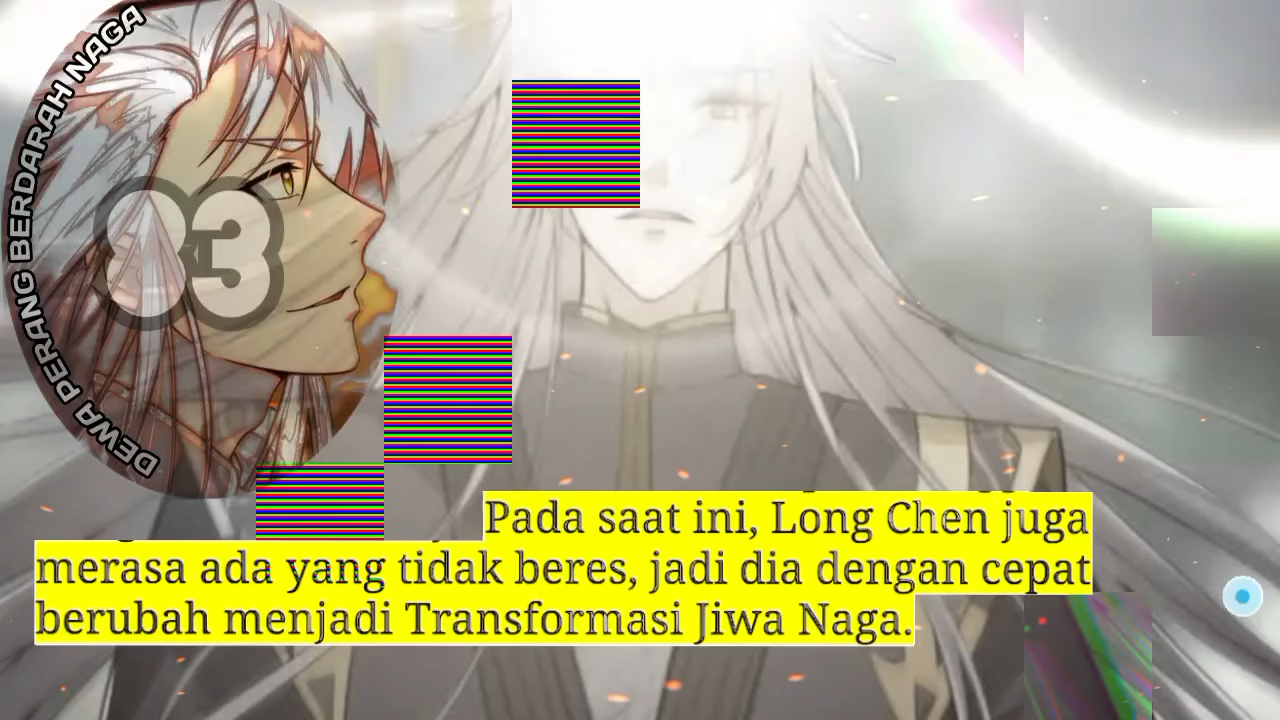 DEWA PERANG BERDARAH NAGA
83
Pada saat ini, Long Chen juga
merasa ada yang tidak beres, jadi dia dengan cepat
berubah menjadi Transformasi Jiwa Naga.